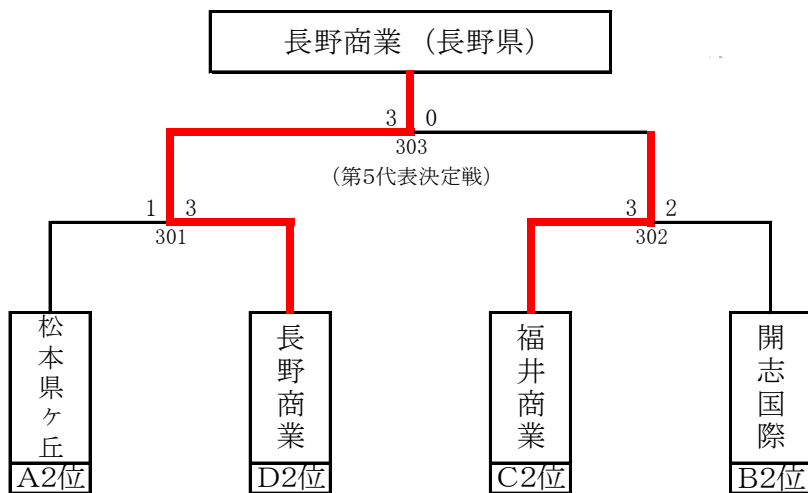 長野商業 (長野県)
3 0
303
(第5代表決定戦)
1 3
301
3 2
302
松本県ヶ丘
A2位
長野商業
D2位
福井商業
C2位
開志国際
B2位